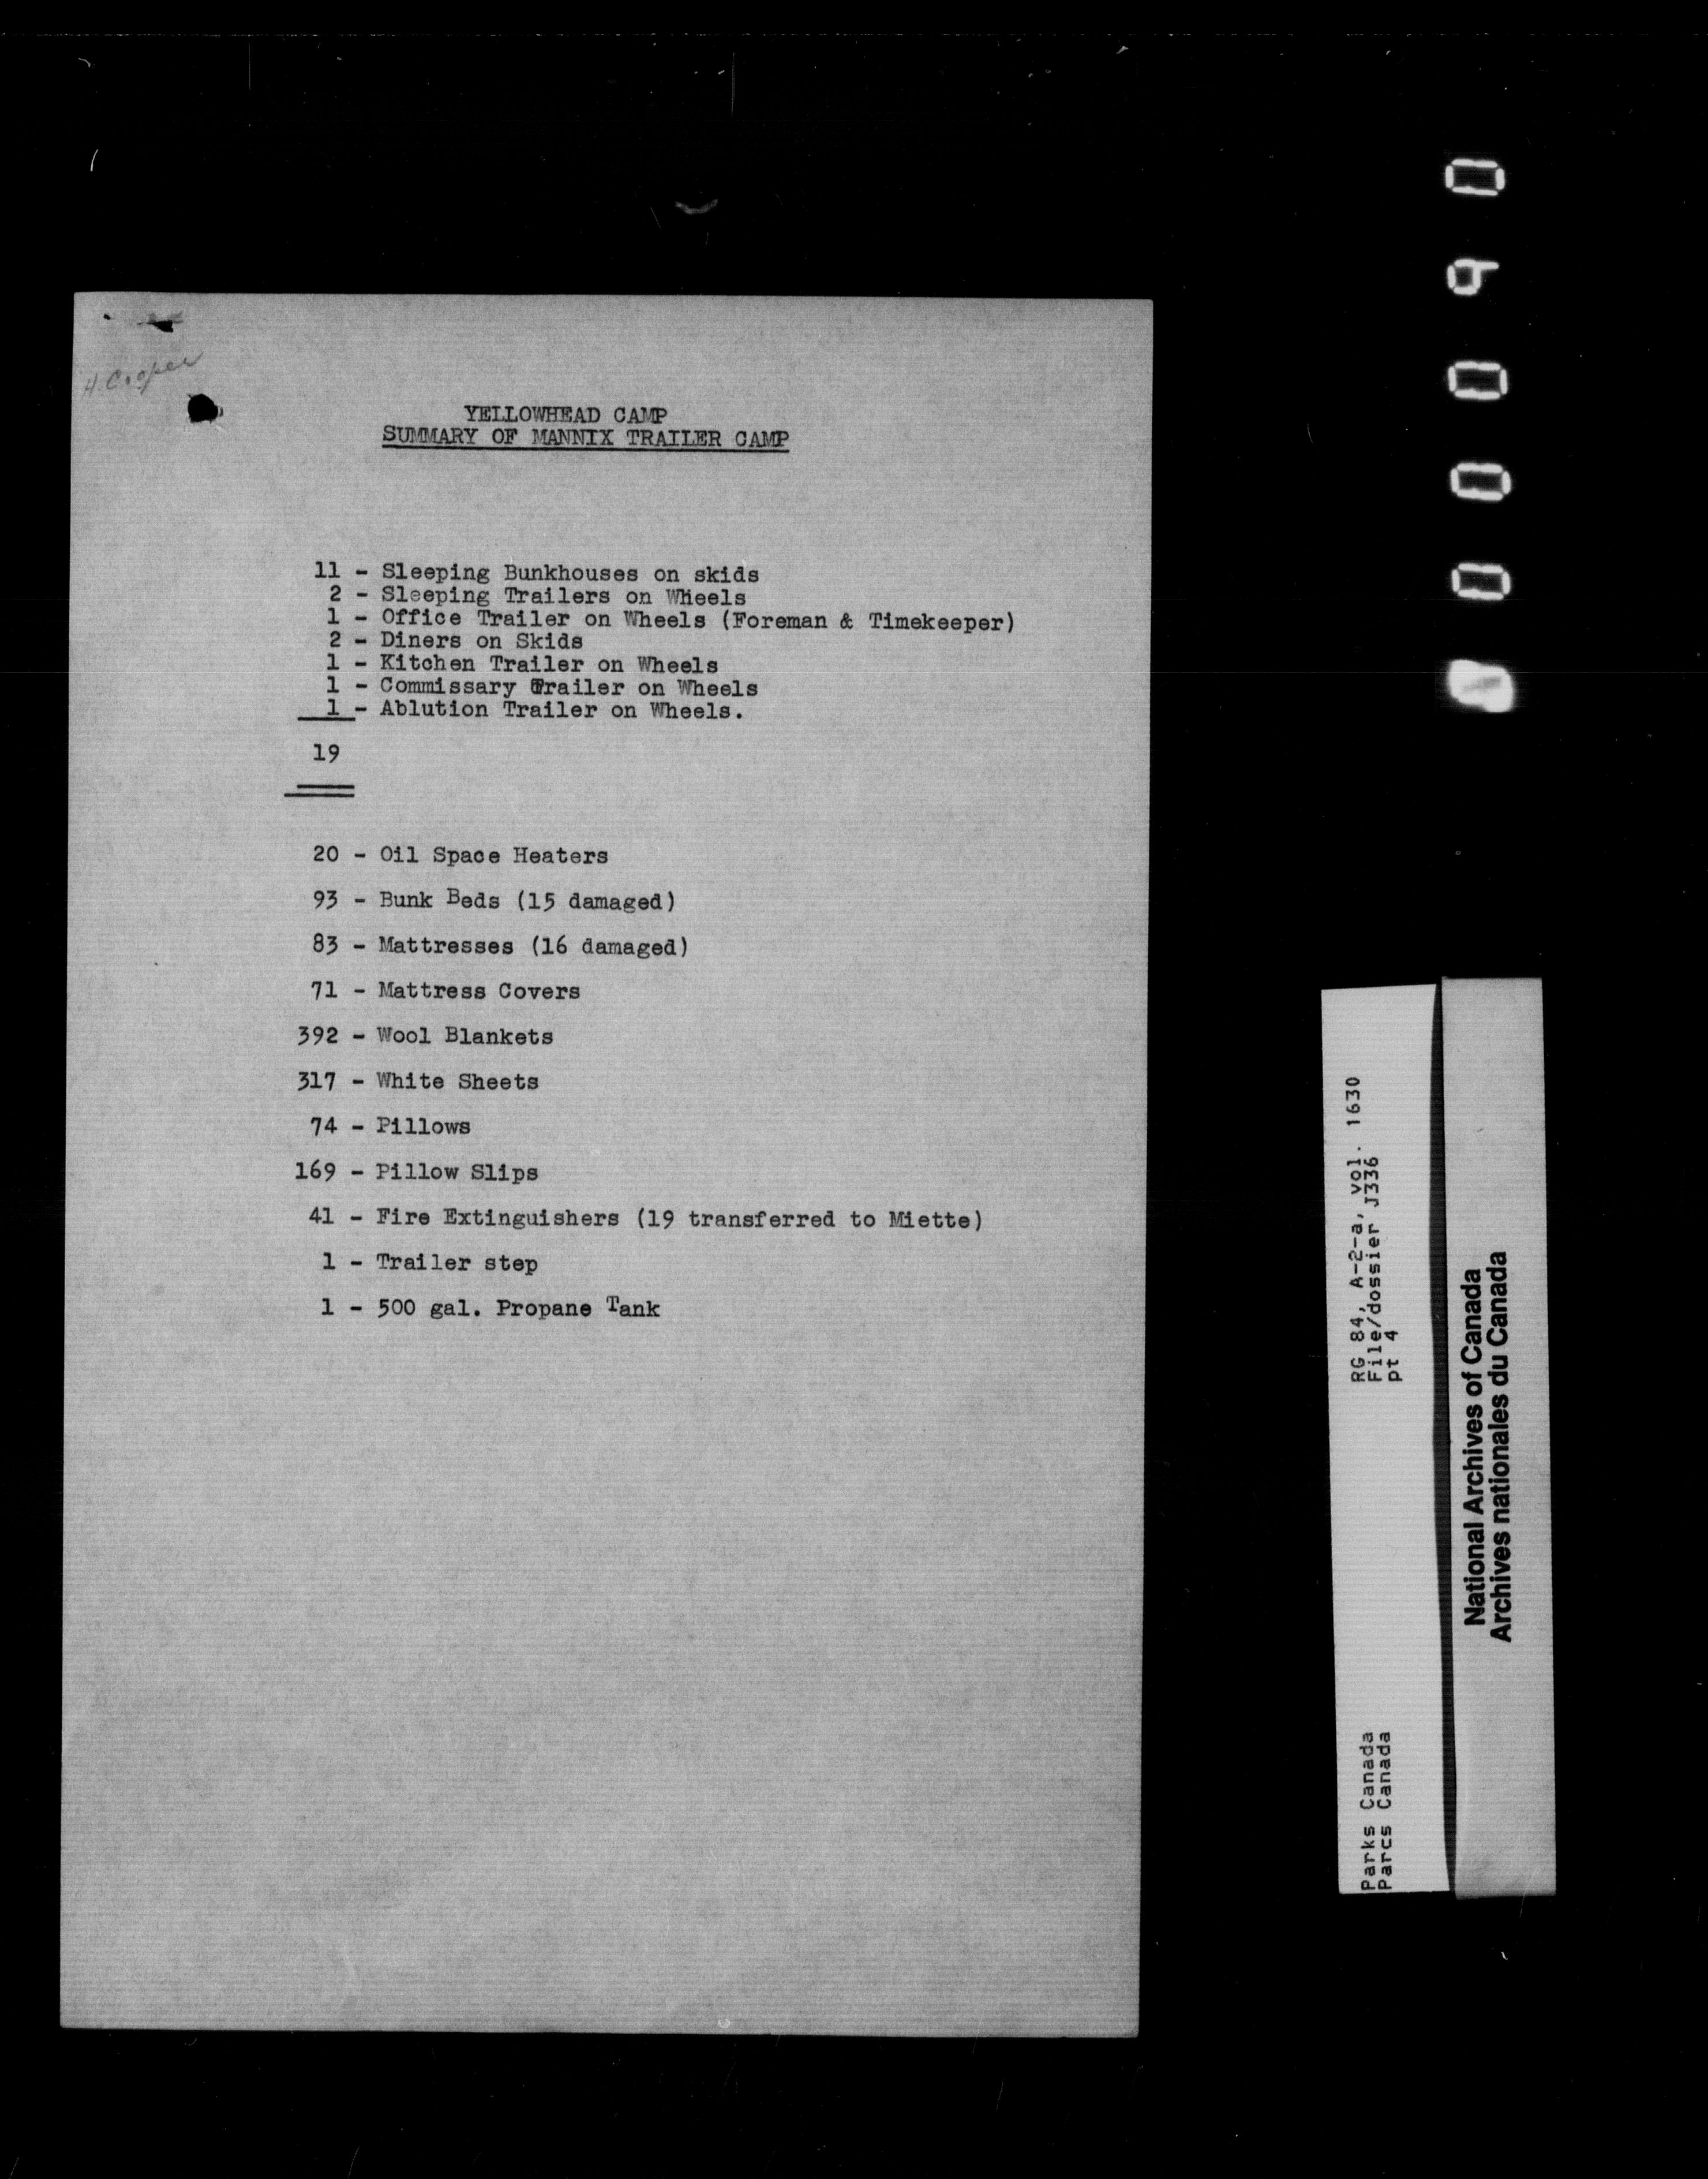 H. Cooper
YELLOWHEAD CAMP
SUMMARY OF MANNIX TRAILER CAMP
11 - Sleeping Bunkhouses on skids
2 - Sleeping Trailers on Wheels
1 - Office Trailer on Wheels (Foreman & Timekeeper)
2 - Diners on Skids
1 - Kitchen Trailer on Wheels
1 - Commissary Trailer on Wheels
1 - Ablution Trailer on Wheels.
19
20 - Oil Space Heaters
93 - Bunk Beds (15 damaged)
83 - Mattresses (16 damaged)
71 - Mattress Covers
392 - Wool Blankets
317 - White Sheets
74 - Pillows
169 - Pillow Slips
41 - Fire Extinguishers (19 transferred to Miette)
1 - Trailer step
1 - 500 gal. Propane Tank
Parks Canada
Parcs Canada
RG 84, A-2-a, vol. 1630
File/dossier J336
pt 4
National Archives of Canada
Archives nationales du Canada